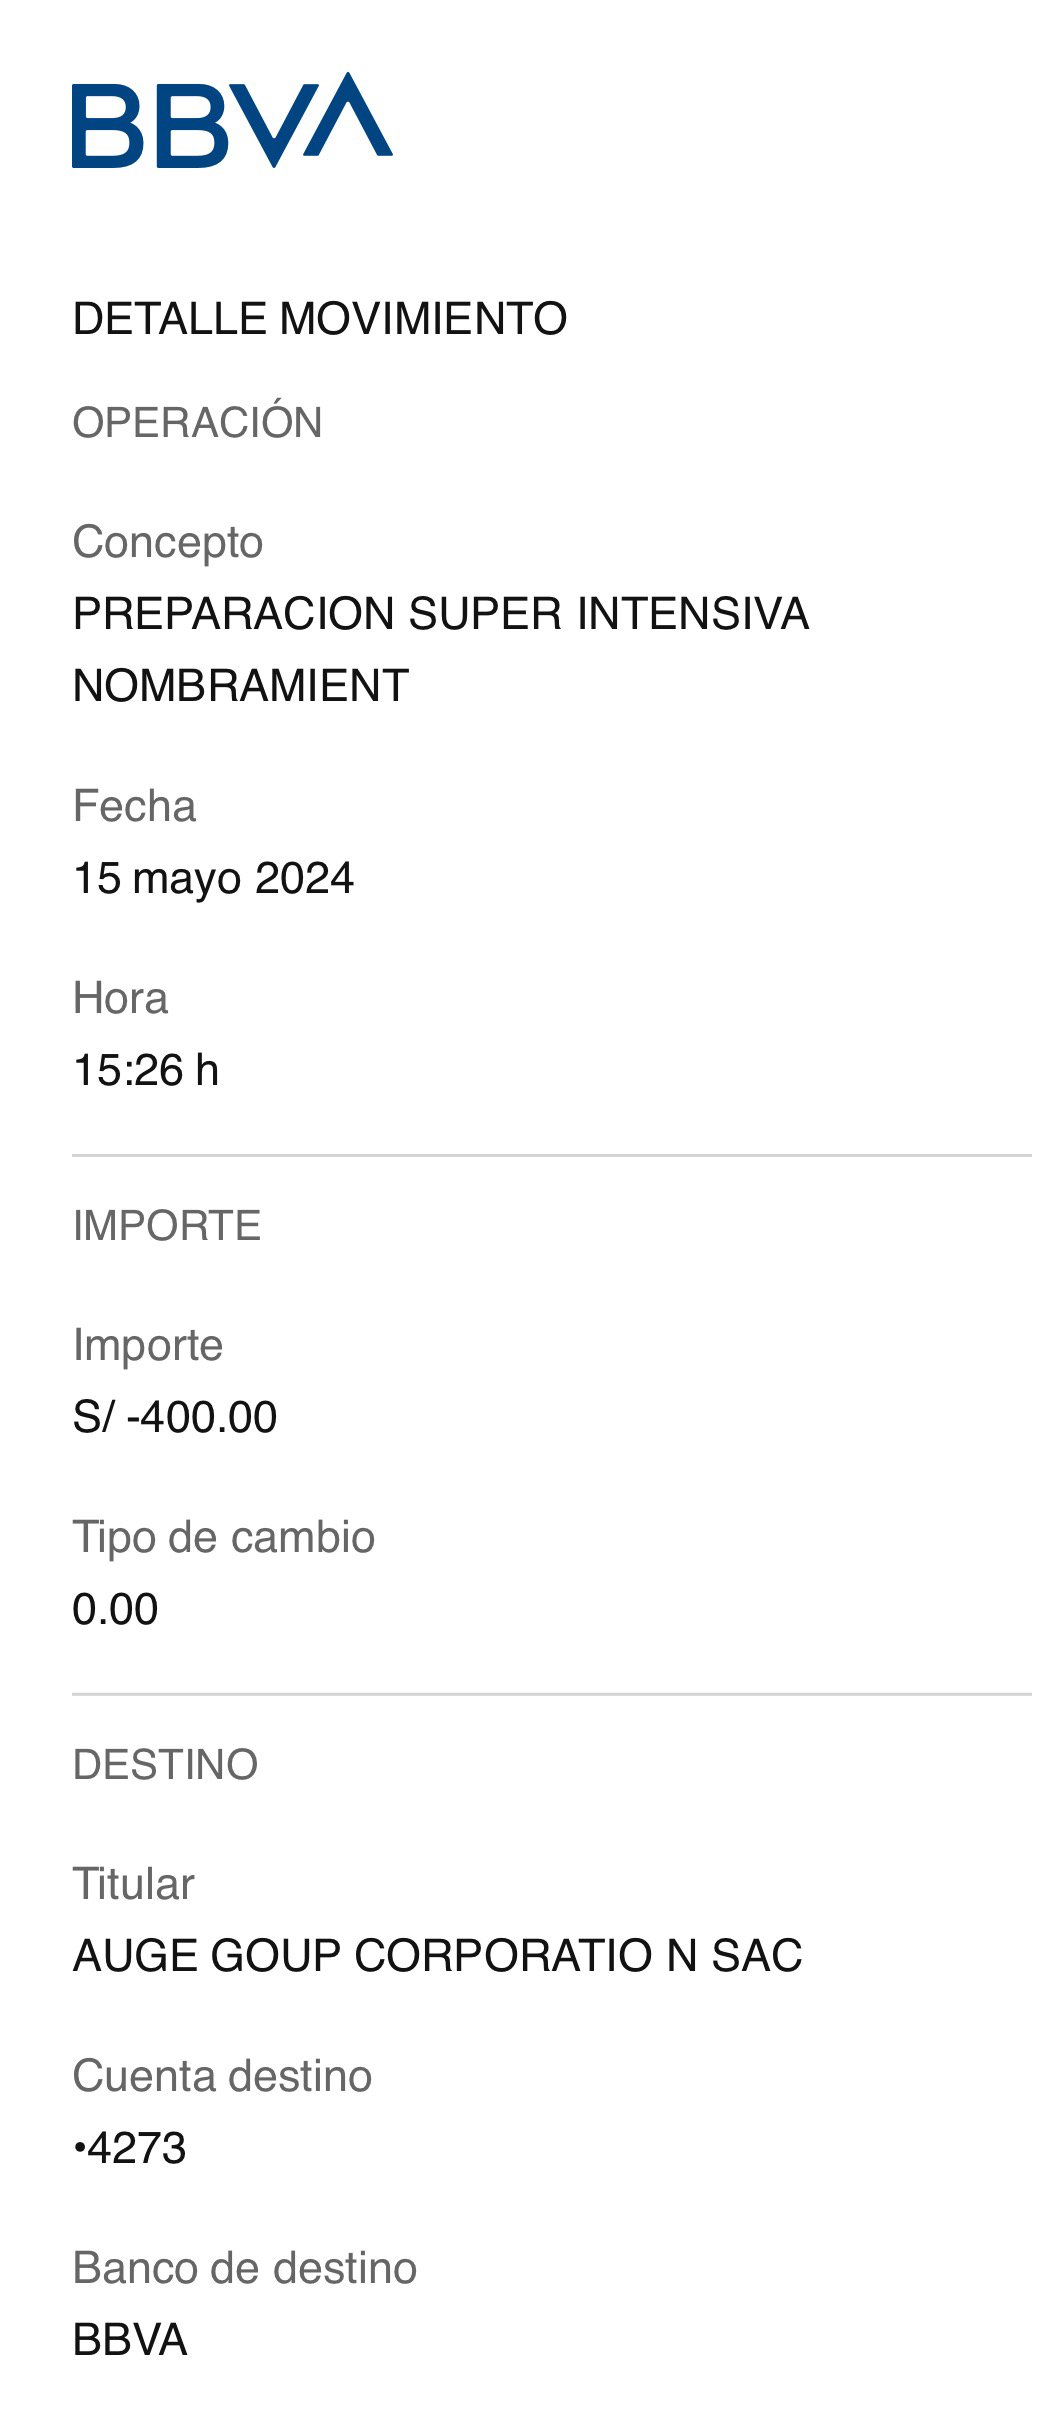 BBVA
DETALLE MOVIMIENTO
OPERACIÓN
Concepto
PREPARACION SUPER INTENSIVA
NOMBRAMIENT
Fecha
15 mayo 2024
Hora
15:26 h
IMPORTE
Importe
S/ -400.00
Tipo de cambio
0.00
DESTINO
Titular
AUGE GOUP CORPORATIO N SAC
Cuenta destino
•4273
Banco de destino
BBVA